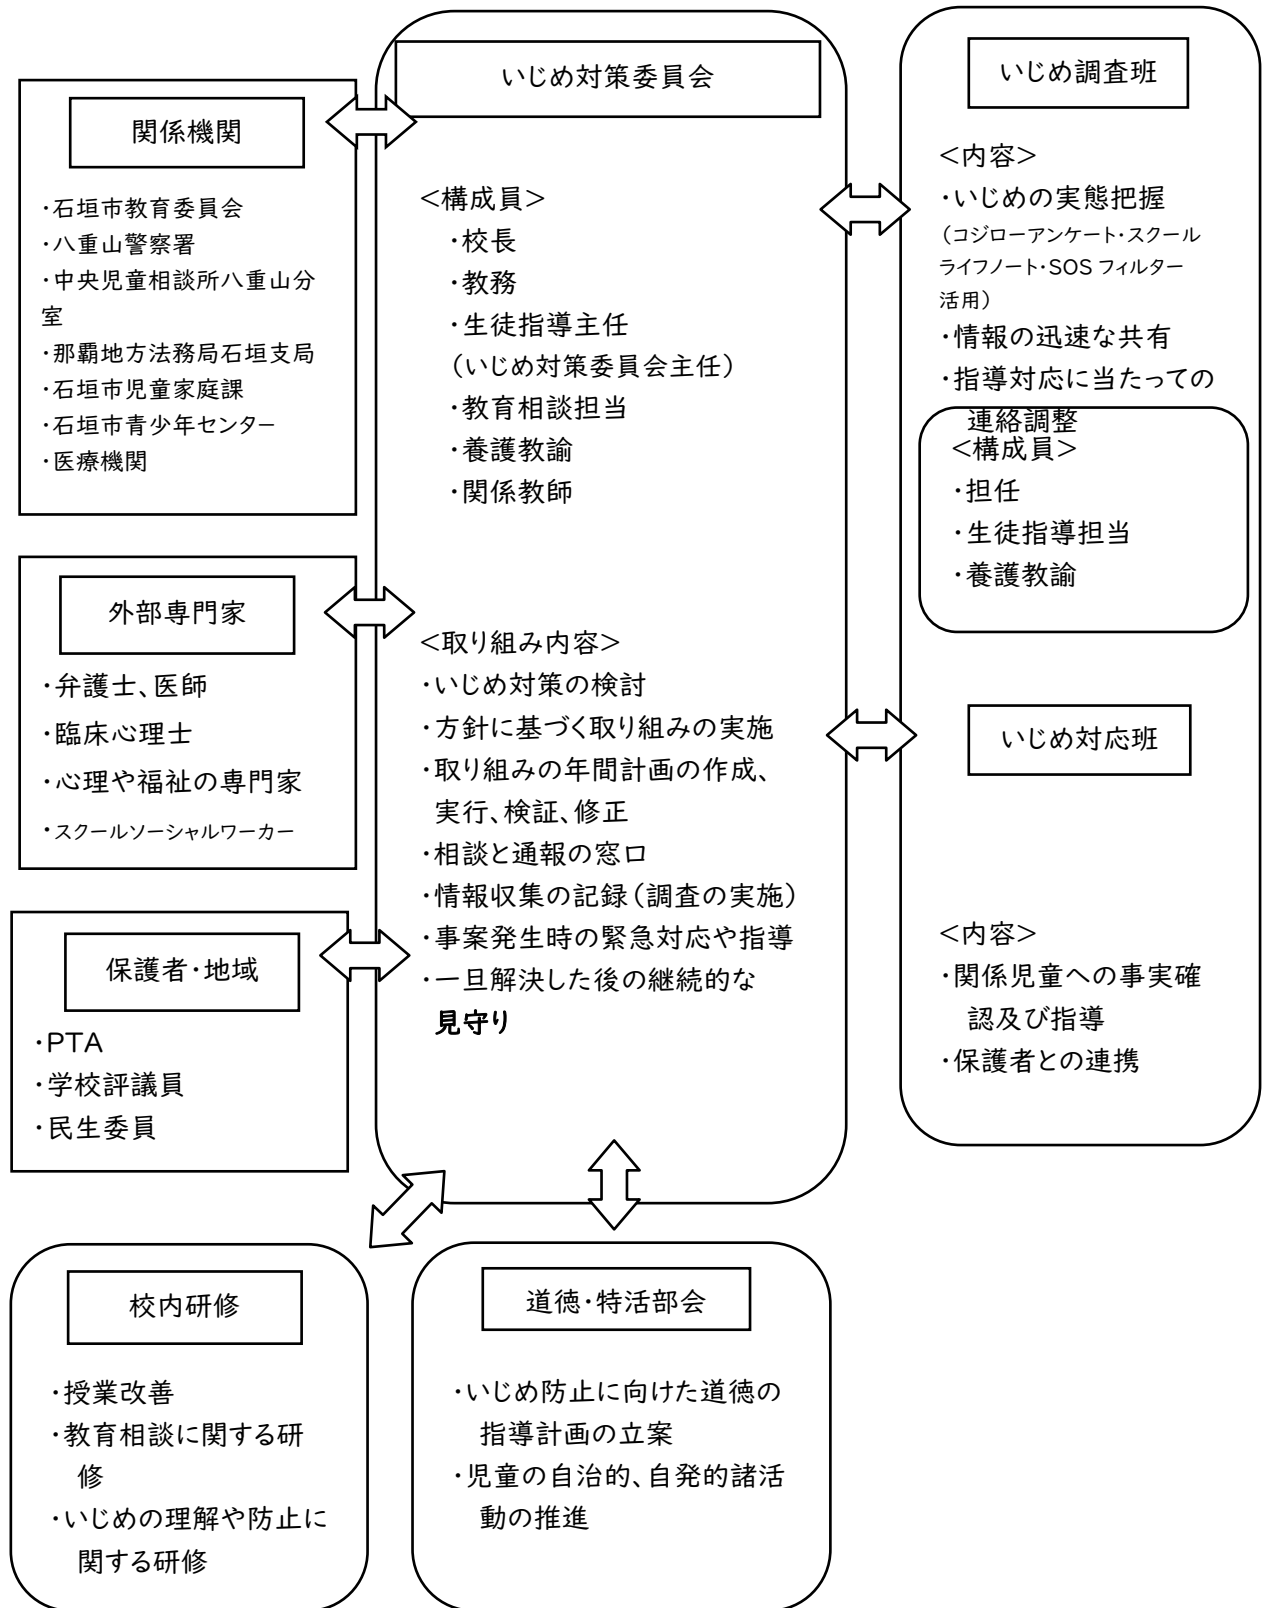 いじめ対策委員会
<構成員>
・校長
・教務
・生徒指導主任
（いじめ対策委員会主任）
・教育相談担当
・養護教諭
・関係教師
<取り組み内容>
・いじめ対策の検討
・方針に基づく取り組みの実施
・取り組みの年間計画の作成、
実行、検証、修正
・相談と通報の窓口
・情報収集の記録（調査の実施）
・事案発生時の緊急対応や指導
・一旦解決した後の継続的な
見守り
関係機関
・石垣市教育委員会
・八重山警察署
・中央児童相談所八重山分
室
・那覇地方法務局石垣支局
・石垣市児童家庭課
・石垣市青少年センター
・医療機関
外部専門家
・弁護士、医師
・臨床心理士
・心理や福祉の専門家
・スクールソーシャルワーカー
保護者・地域
・PTA
・学校評議員
・民生委員
いじめ調査班
<内容>
・いじめの実態把握
（コジローアンケート・スクール
ライフノート・SOS フィルター
活用）
・情報の迅速な共有
・指導対応に当たっての
連絡調整
<構成員>
・担任
・生徒指導担当
・養護教諭
いじめ対応班
<内容>
・関係児童への事実確
認及び指導
・保護者との連携
校内研修
・授業改善
・教育相談に関する研
修
・いじめの理解や防止に
関する研修
道徳・特活部会
・いじめ防止に向けた道徳の
指導計画の立案
・児童の自治的、自発的諸活
動の推進